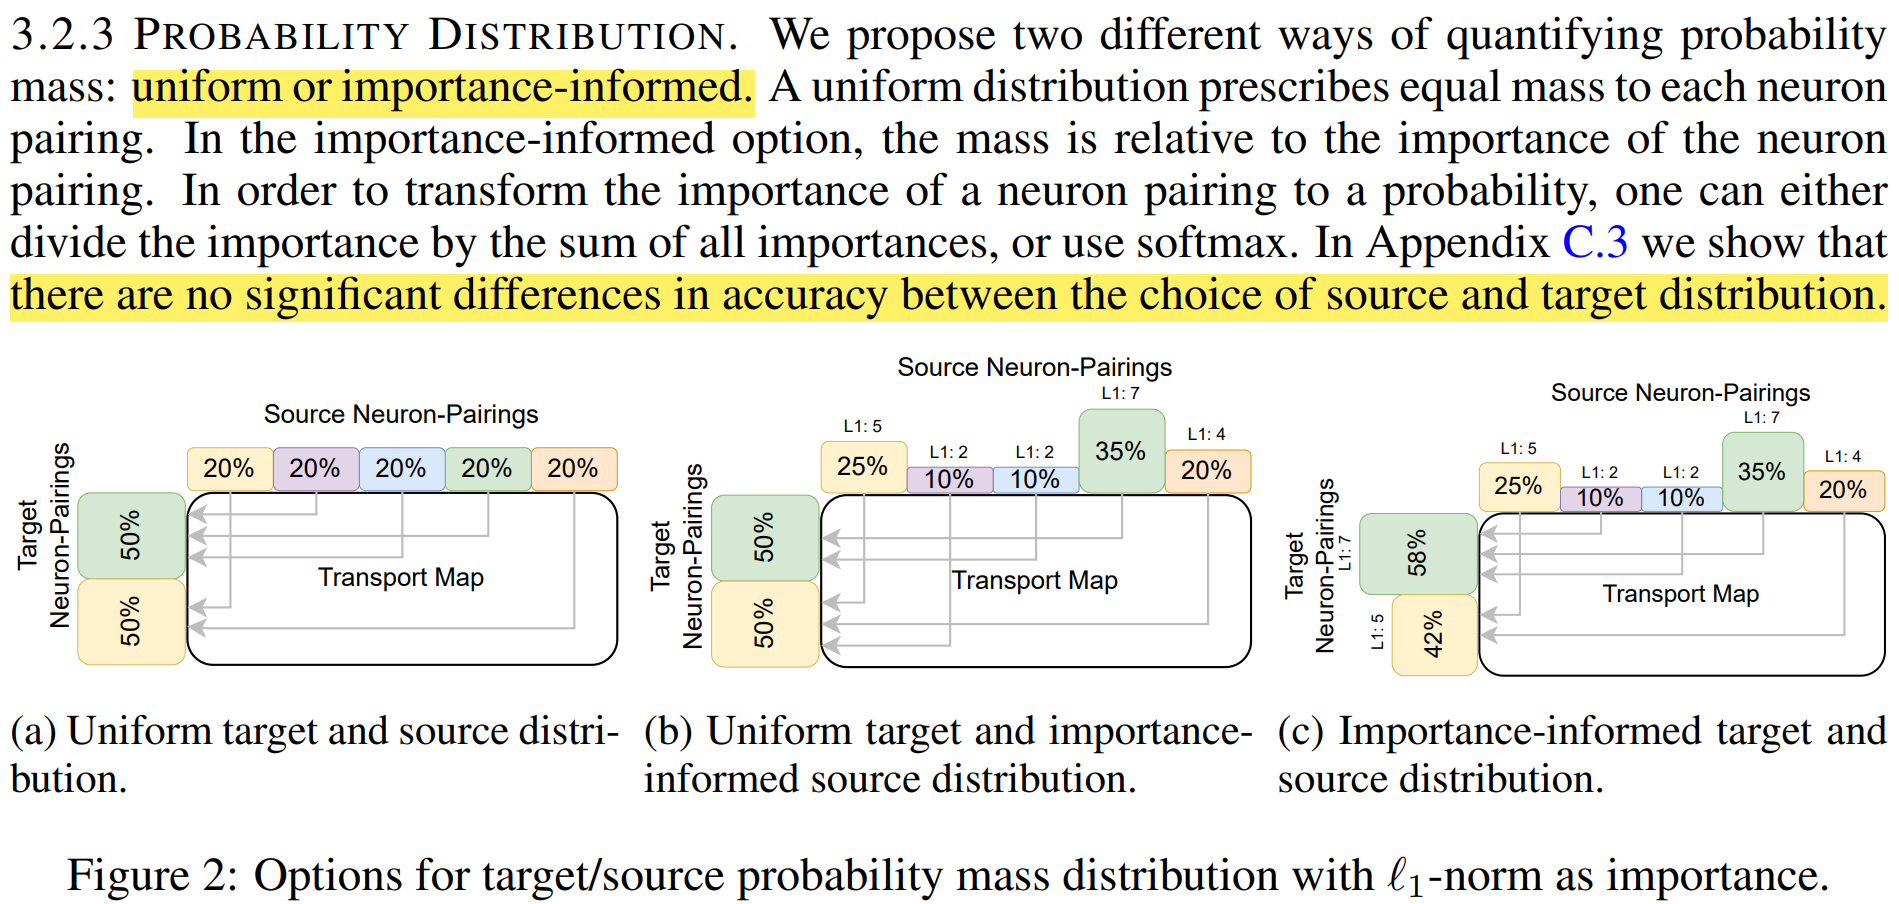 3.2.3 PROBABILITY DISTRIBUTION. We propose two different ways of quantifying probability
mass: uniform or importance-informed. A uniform distribution prescribes equal mass to each neuron
pairing. In the importance-informed option, the mass is relative to the importance of the neuron
pairing. In order to transform the importance of a neuron pairing to a probability, one can either
divide the importance by the sum of all importances, or use softmax. In Appendix C.3 we show that
there are no significant differences in accuracy between the choice of source and target distribution.
Source Neuron-Pairings
20% 20% 20% 20% 20%
Target
Neuron-Pairings
50%
50%
Transport Map
(a) Uniform target and source distri-
bution.
Source Neuron-Pairings
L1: 5 L1: 2 L1: 2 L1: 7 L1: 4
25% 10% 10% 35% 20%
Target
Neuron-Pairings
50%
50%
Transport Map
(b) Uniform target and importance-
informed source distribution.
Source Neuron-Pairings
L1: 5 L1: 2 L1: 2 L1: 7 L1: 4
25% 10% 10% 35% 20%
Target
Neuron-Pairings
L1: 7
58%
L1: 5
42%
Transport Map
(c) Importance-informed target and
source distribution.
Figure 2: Options for target/source probability mass distribution with ℓ₁-norm as importance.